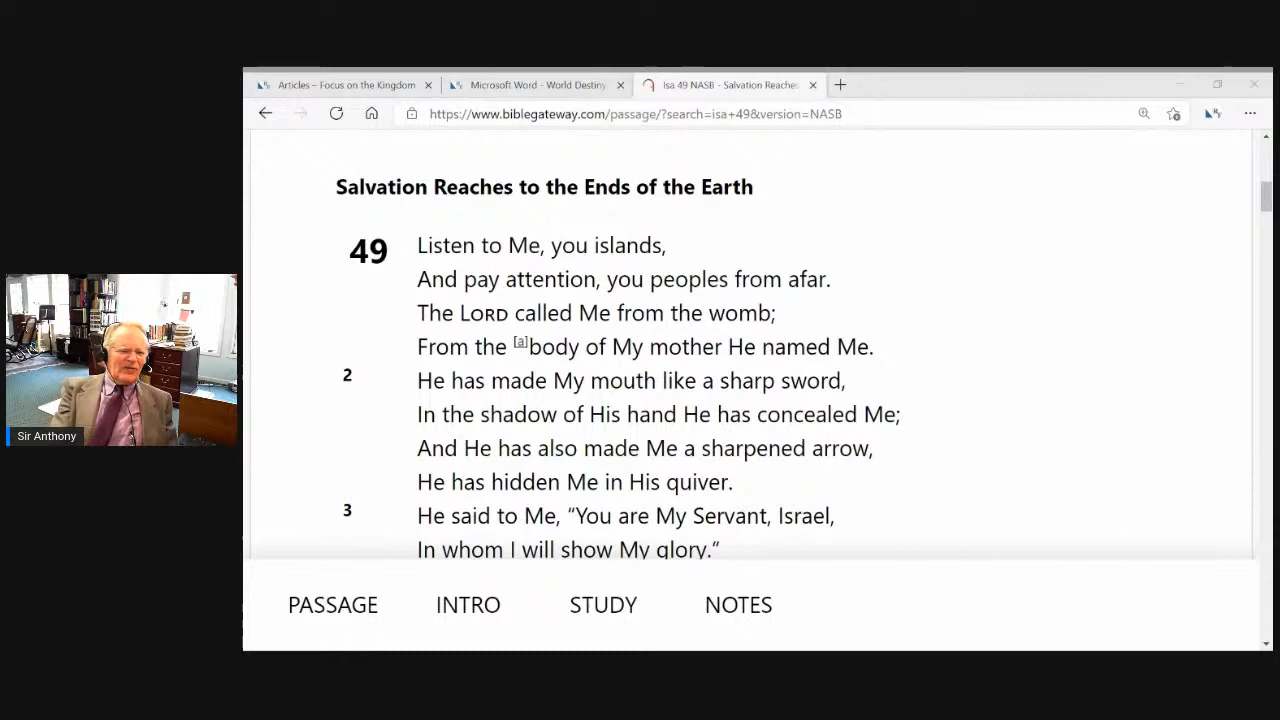 Articles – Focus on the Kingdom
Microsoft Word - World Destiny
Isa 49 NASB - Salvation Reaches
https://www.biblegateway.com/passage/?search=isa+49&version=NASB
Salvation Reaches to the Ends of the Earth
49 Listen to Me, you islands,
And pay attention, you peoples from afar.
The LORD called Me from the womb;
From the [a]body of My mother He named Me.
2 He has made My mouth like a sharp sword,
In the shadow of His hand He has concealed Me;
And He has also made Me a sharpened arrow,
He has hidden Me in His quiver.
3 He said to Me, “You are My Servant, Israel,
In whom I will show My glory.”
PASSAGE INTRO STUDY NOTES
Sir Anthony